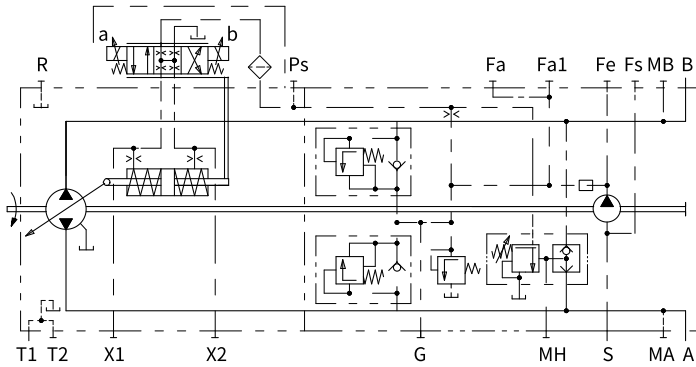 a b
R Ps Fa Fa1 Fe Fs MB B
T1 T2 X1 X2 G MH S MA A